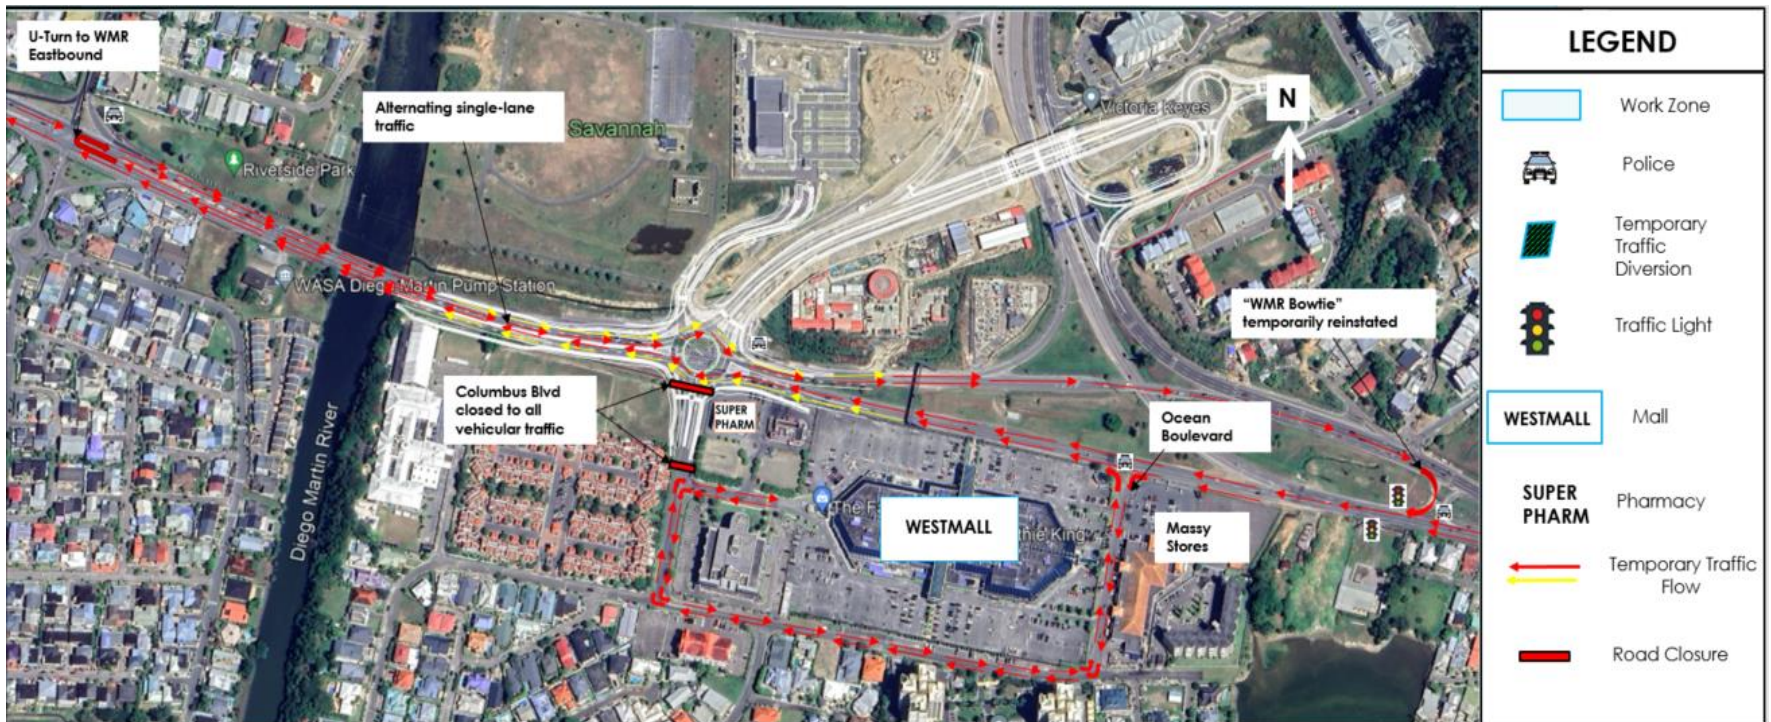 U-Turn to WMR
Eastbound
Alternating single-lane
traffic
Savannah
Riverside Park
Victoria Keyes
N
WASA Diego Martin Pump Station
"WMR Bowtie"
temporarily reinstated
Diego Martin River
Columbus Blvd
closed to all
vehicular traffic
SUPER
PHARM
Ocean
Boulevard
The F
WESTMALL
thie King
Massy
Stores
LEGEND
Work Zone
Police
Temporary
Traffic
Diversion
Traffic Light
WESTMALL
Mall
SUPER
PHARM
Pharmacy
Temporary Traffic
Flow
Road Closure